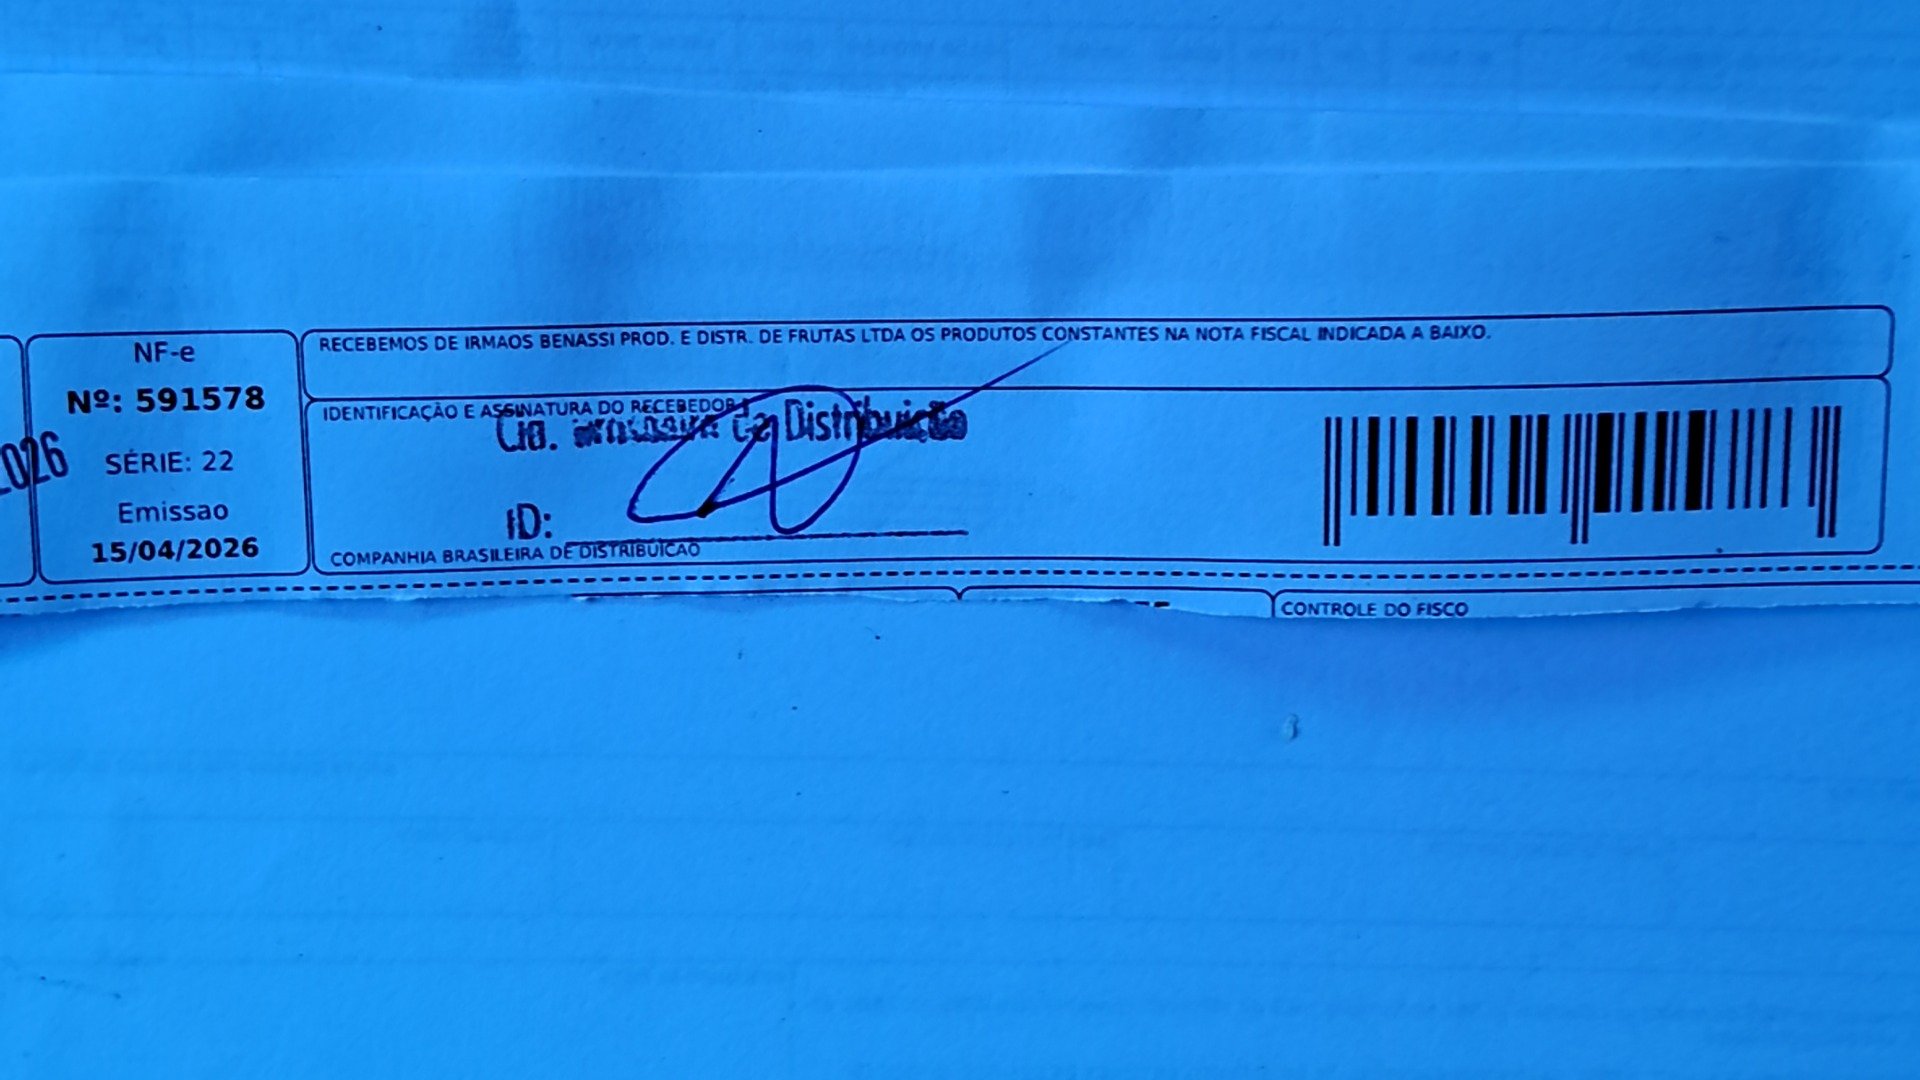 2026
NF-e
Nº: 591578
SÉRIE: 22
Emissao
15/04/2026
RECEBEMOS DE IRMAOS BENASSI PROD. E DISTR. DE FRUTAS LTDA OS PRODUTOS CONSTANTES NA NOTA FISCAL INDICADA A BAIXO.
IDENTIFICAÇÃO E ASSINATURA DO RECEBEDOR
Cia. Distribuição
ID:
COMPANHIA BRASILEIRA DE DISTRIBUICAO
CONTROLE DO FISCO